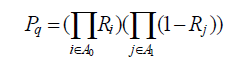 P_q = (∏_{i∈A_0} R_i)(∏_{j∈A_1} (1−R_j))